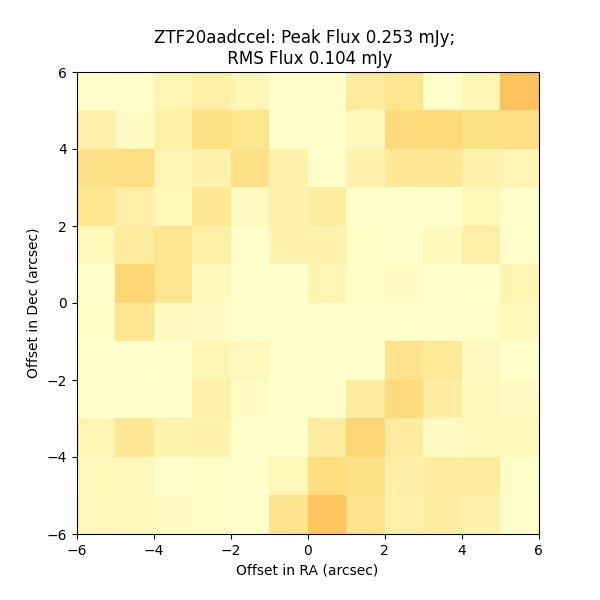 ZTF20aadccel: Peak Flux 0.253 mJy;
RMS Flux 0.104 mJy
6
4
2
0
−2
−4
−6
Offset in Dec (arcsec)
−6 −4 −2 0 2 4 6
Offset in RA (arcsec)